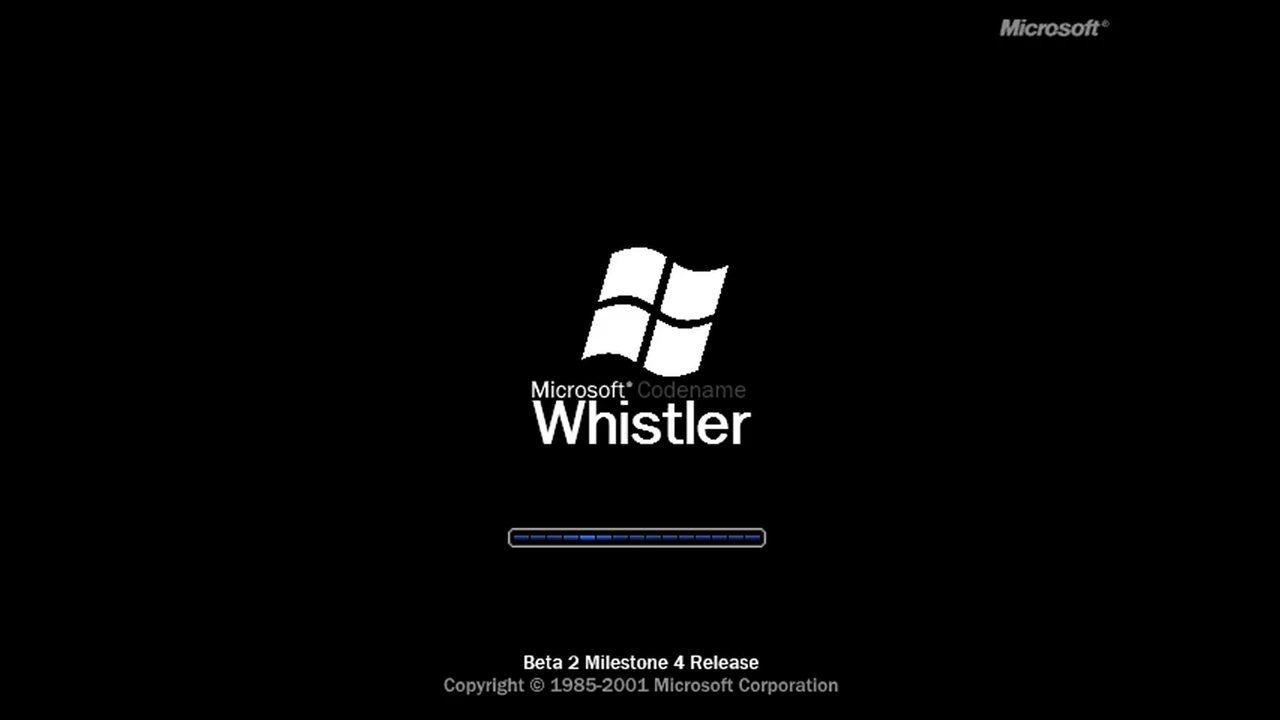 Microsoft®
Microsoft® Codename
Whistler
Beta 2 Milestone 4 Release
Copyright © 1985-2001 Microsoft Corporation